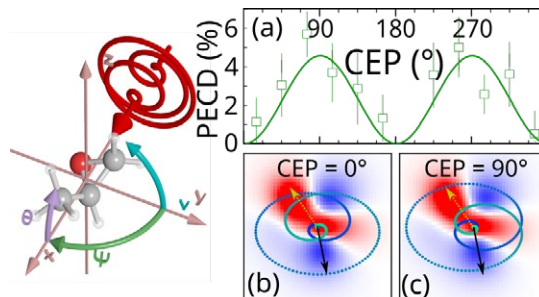 (a)
90 180 270
CEP (°)
PECD (%)
6
4
2
0
z
y
v
θ
x
ψ
CEP = 0°
CEP = 90°
(b)
(c)